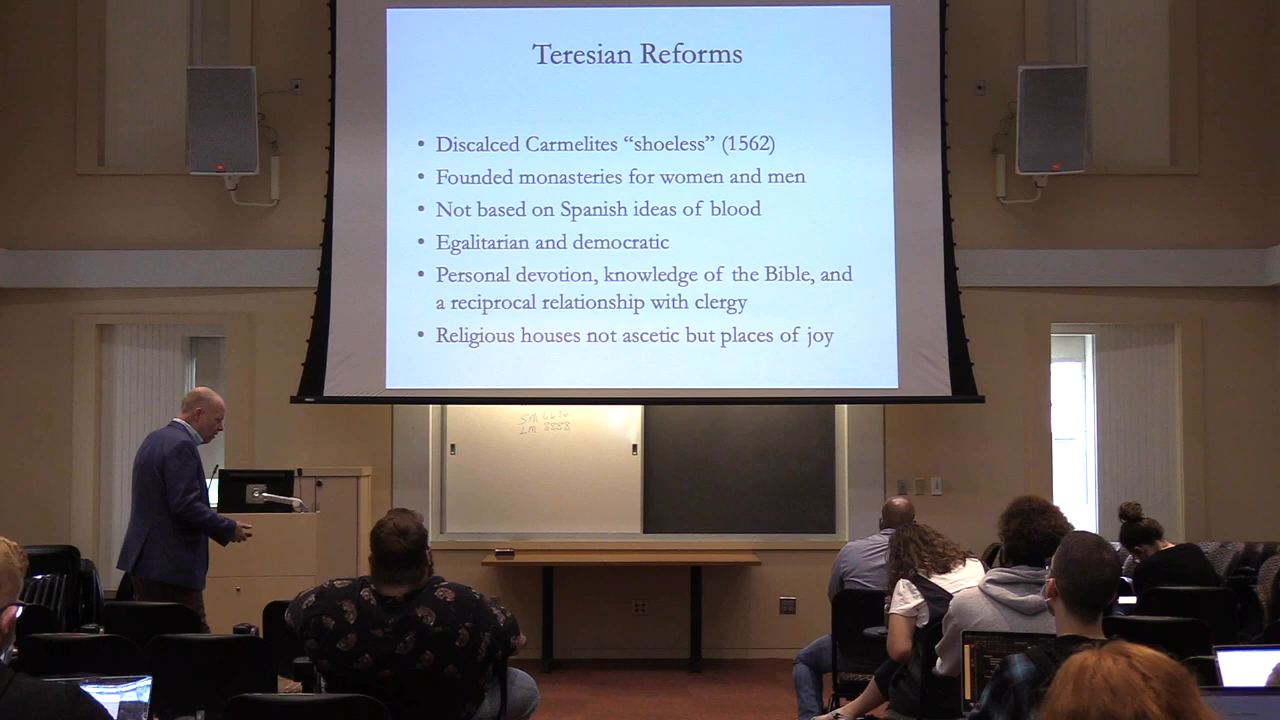 Teresian Reforms
• Discalced Carmelites “shoeless” (1562)
• Founded monasteries for women and men
• Not based on Spanish ideas of blood
• Egalitarian and democratic
• Personal devotion, knowledge of the Bible, and
a reciprocal relationship with clergy
• Religious houses not ascetic but places of joy
8888